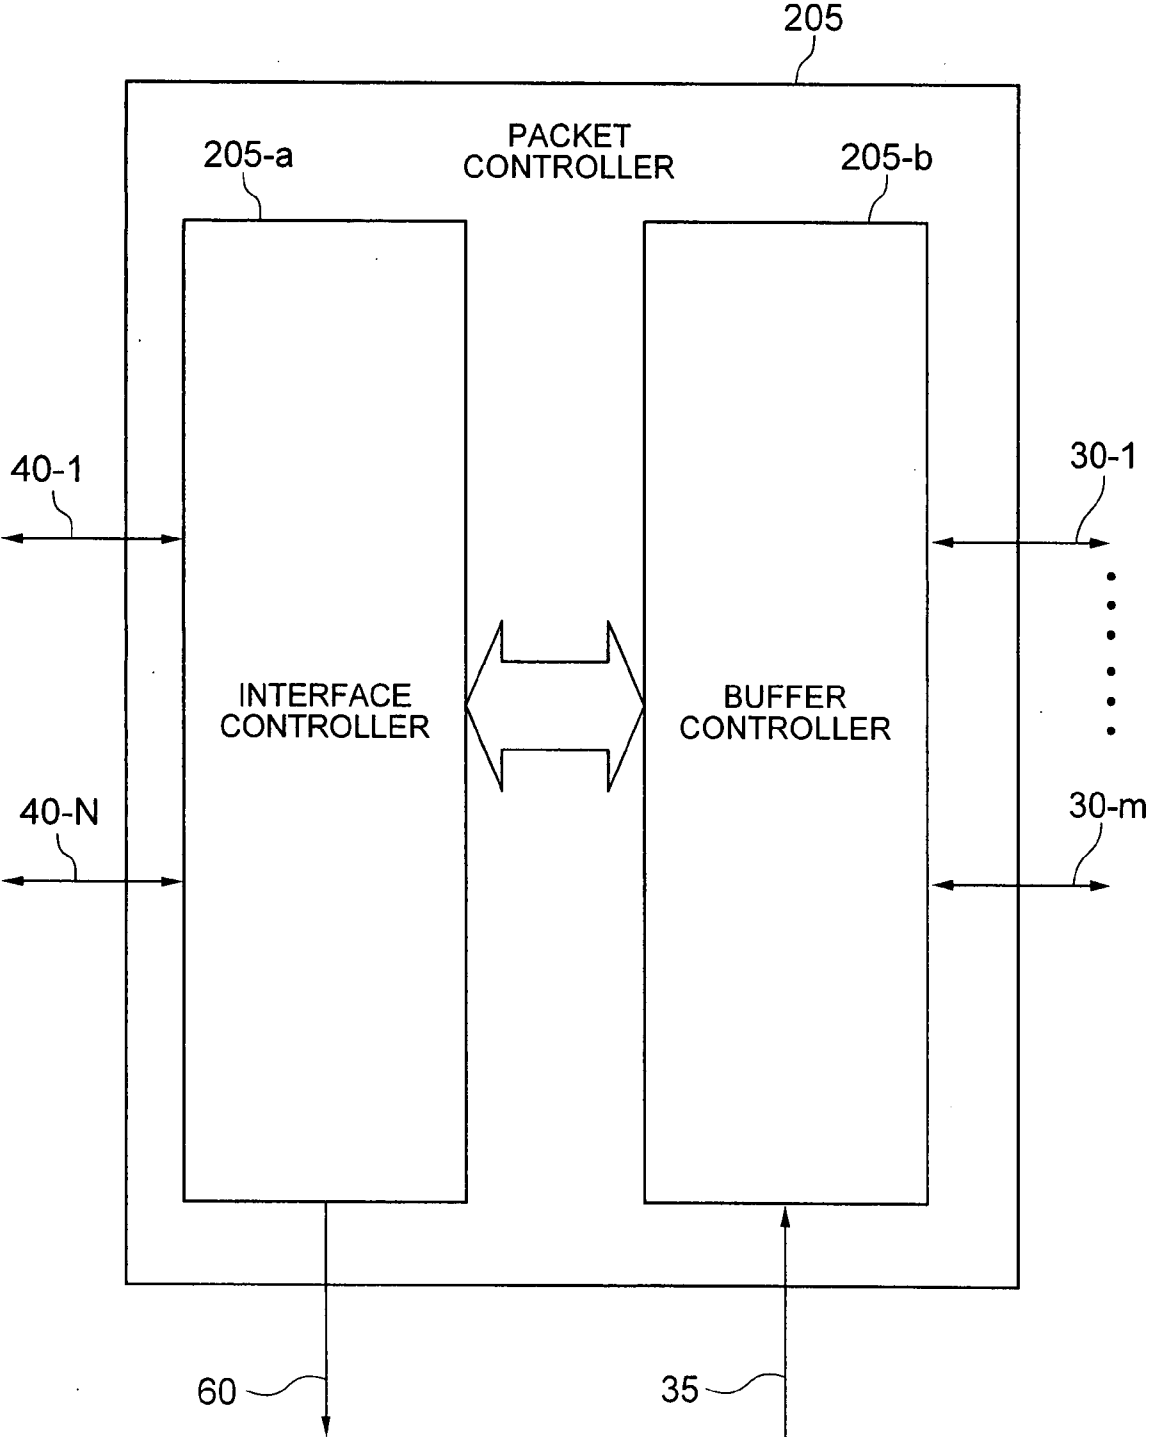 205
PACKET
CONTROLLER
205-a
205-b
40-1
30-1
INTERFACE
CONTROLLER
BUFFER
CONTROLLER
40-N
30-m
60
35